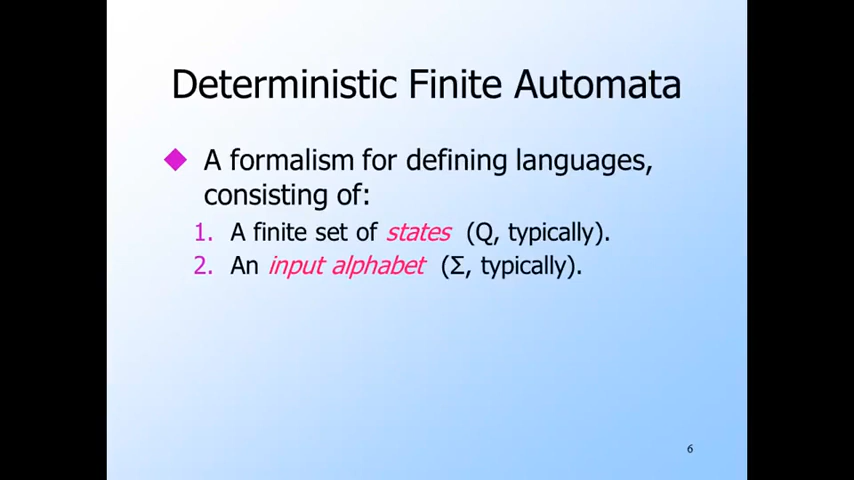 Deterministic Finite Automata
A formalism for defining languages,
consisting of:
1. A finite set of states (Q, typically).
2. An input alphabet (Σ, typically).
6